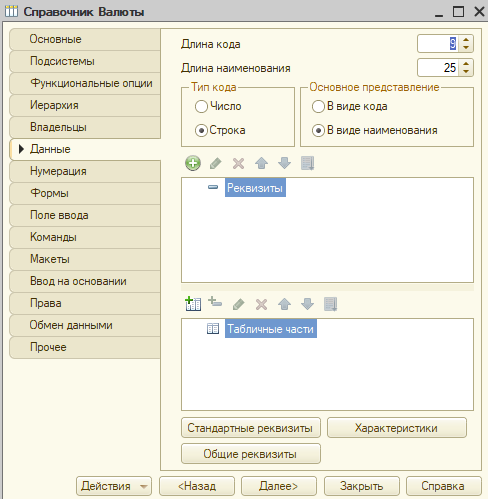 Справочник Валюты
Основные
Подсистемы
Функциональные опции
Иерархия
Владельцы
Данные
Нумерация
Формы
Поле ввода
Команды
Макеты
Ввод на основании
Права
Обмен данными
Прочее
Длина кода 9
Длина наименования 25
Тип кода
Число
Строка
Основное представление
В виде кода
В виде наименования
Реквизиты
Табличные части
Стандартные реквизиты Характеристики
Общие реквизиты
Действия <Назад Далее> Закрыть Справка